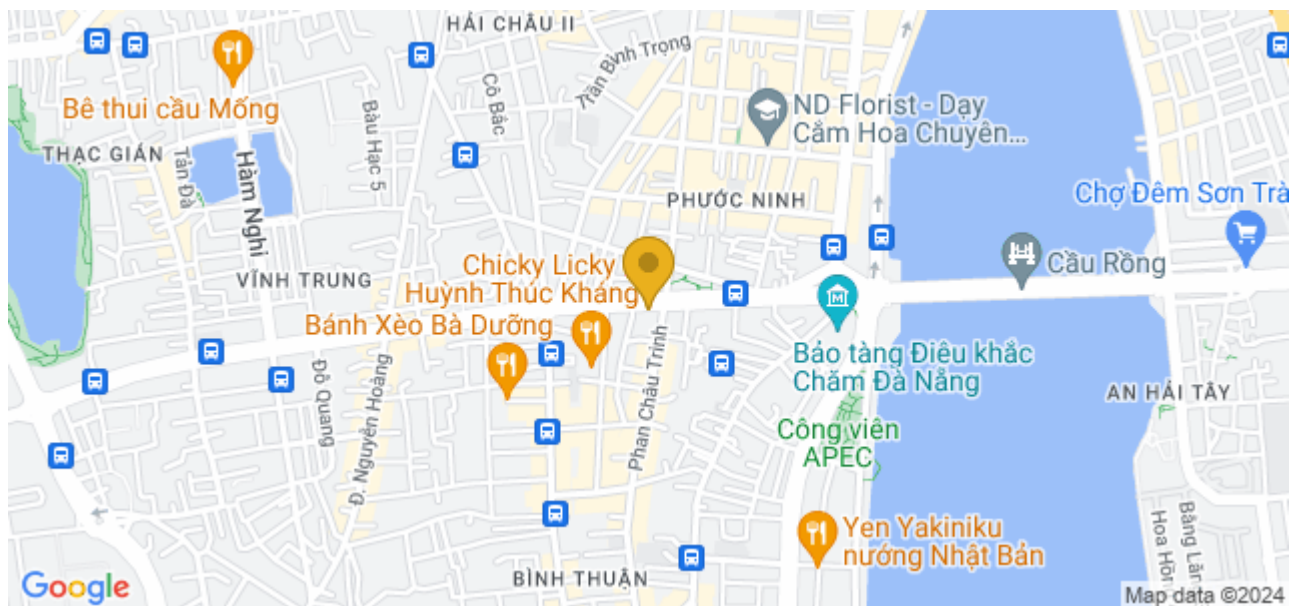 HẢI CHÂU II
Trần Bình Trọng
Cô Bắc
Bê thui cầu Mống
Bàu Hạc 5
ND Florist - Dạy
Cắm Hoa Chuyên...
THẠC GIÁN
Tản Đà
Hàm Nghi
PHƯỚC NINH
Chợ Đêm Sơn Trà
VĨNH TRUNG
Chicky Licky
Huỳnh Thúc Kháng
Cầu Rồng
Bánh Xèo Bà Dưỡng
Bảo tàng Điêu khắc
Chăm Đà Nẵng
Đỗ Quang
Đ. Nguyễn Hoàng
Phan Châu Trinh
AN HẢI TÂY
Công viên
APEC
Yen Yakiniku
nướng Nhật Bản
Bằng Lăn
Hoa Hồn
BÌNH THUẬN
Google
Map data ©2024